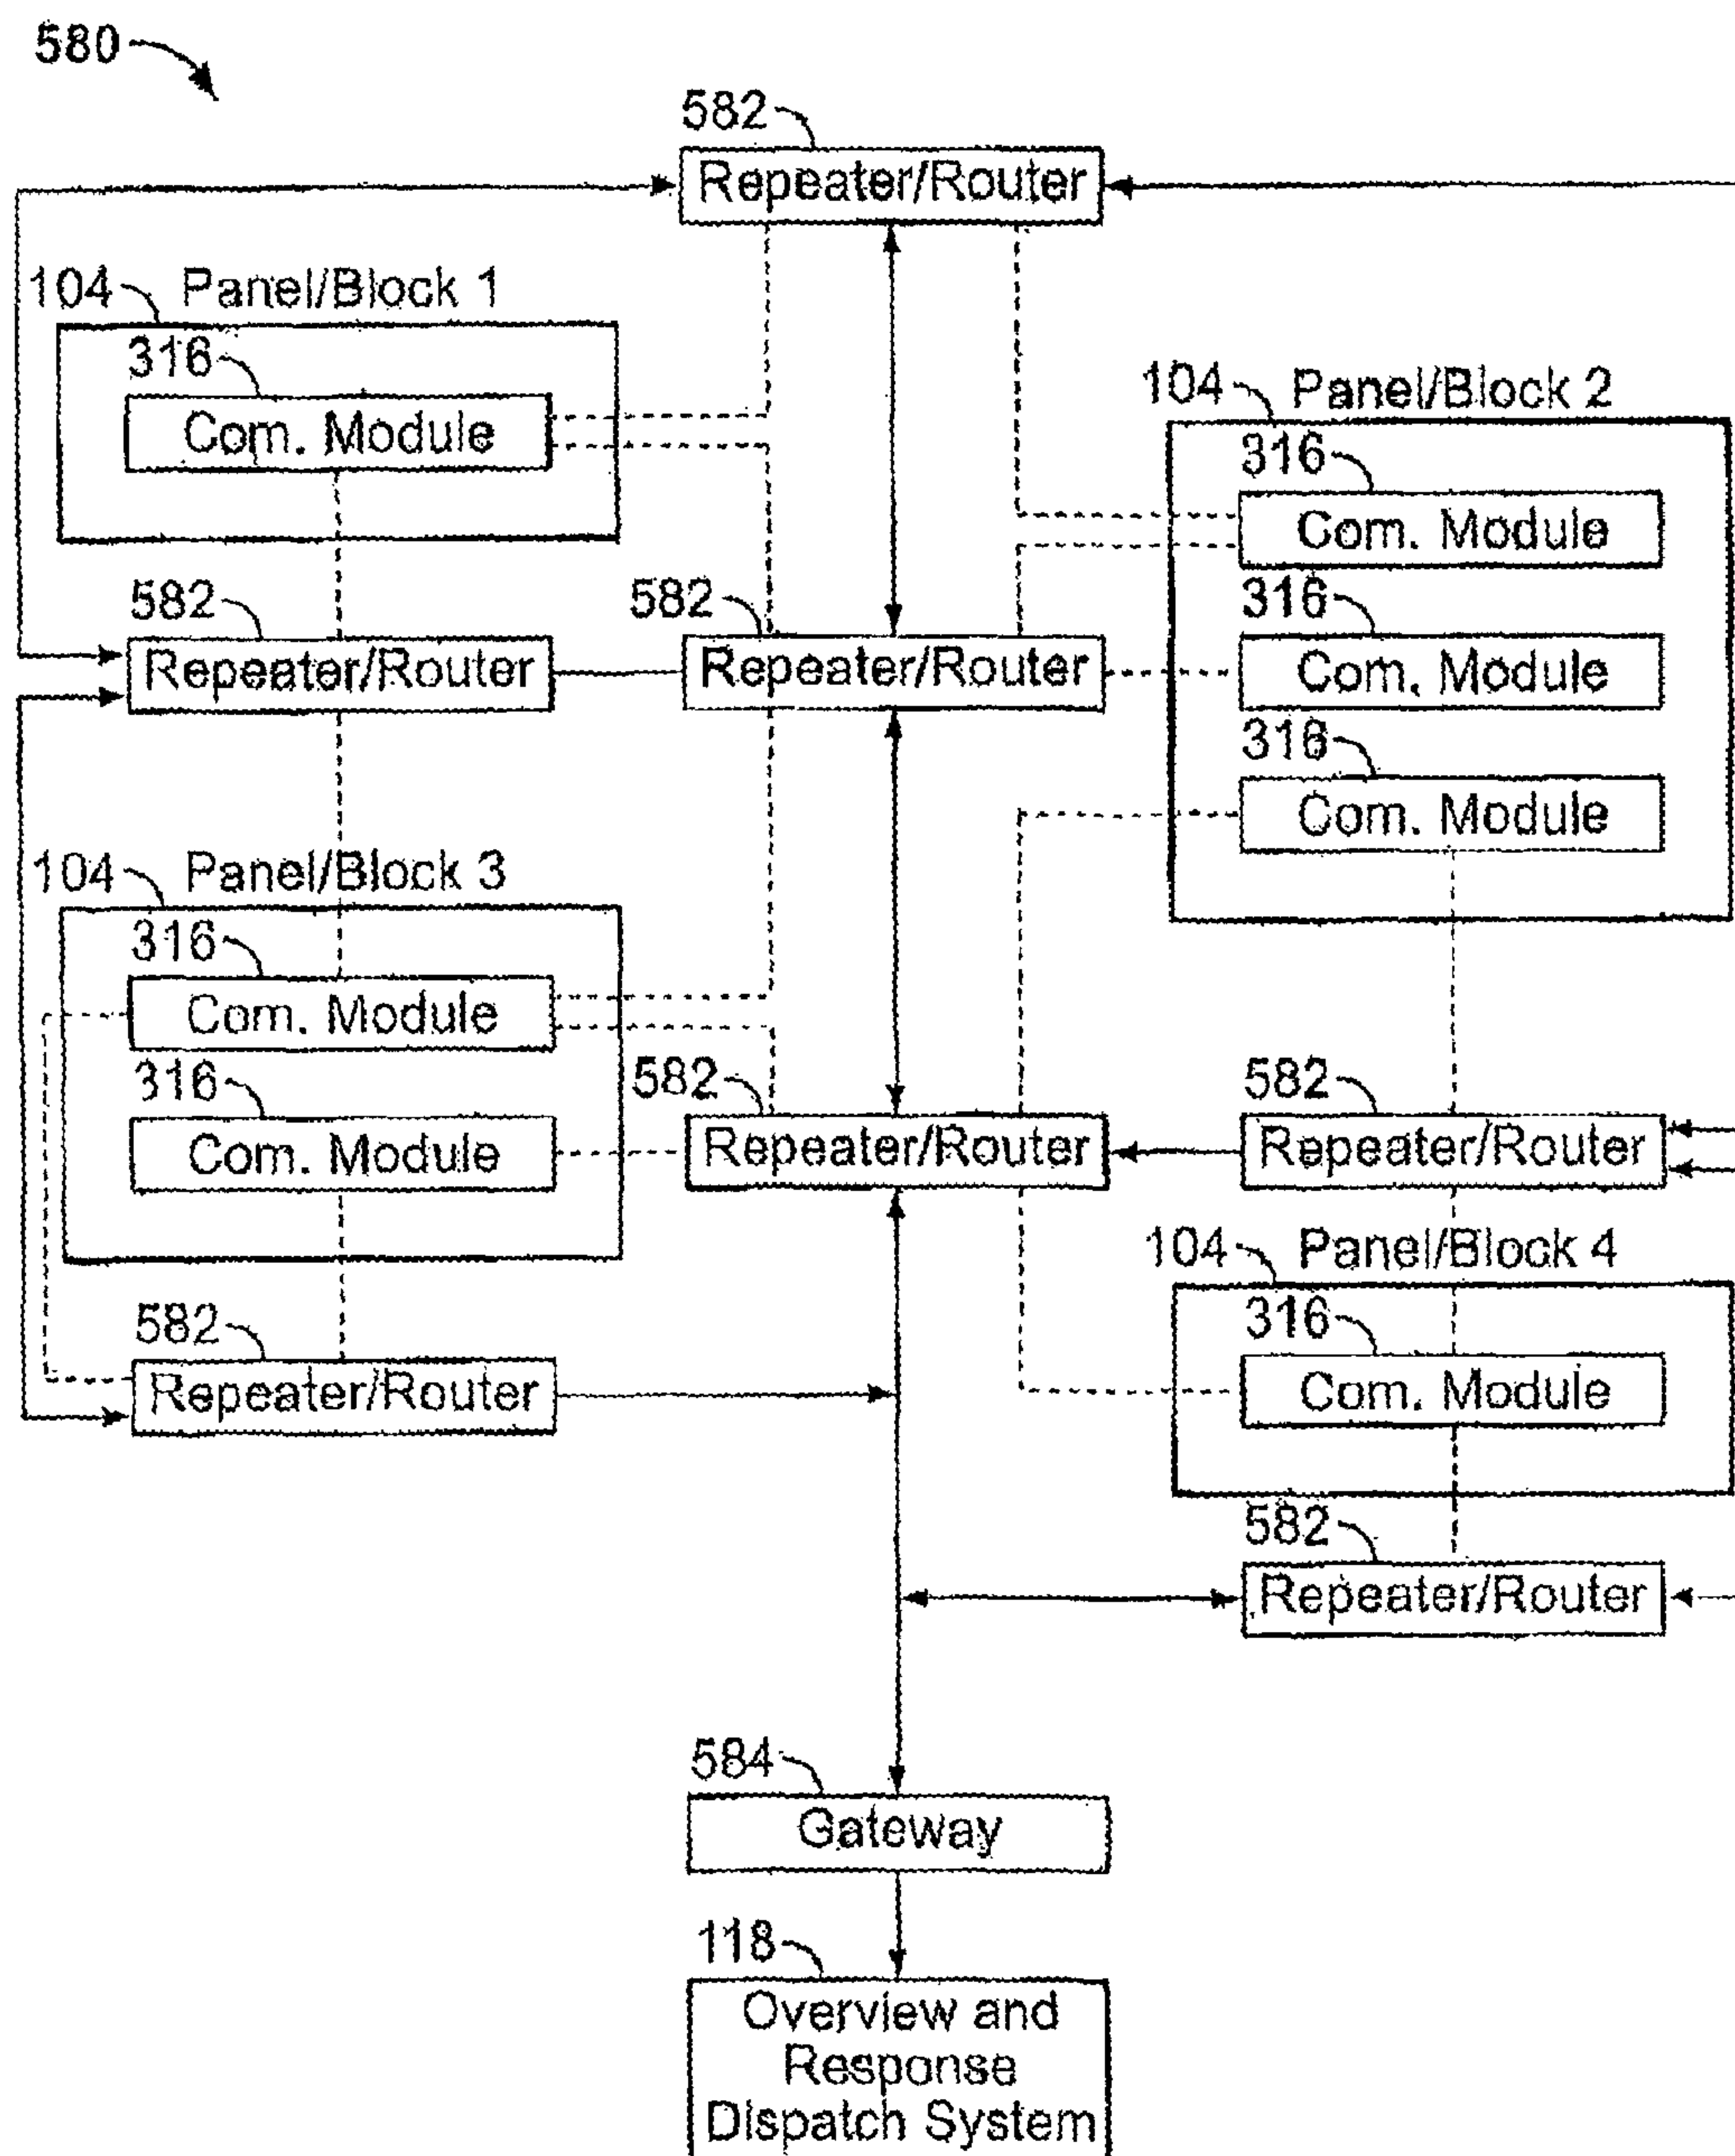 580
582
Repeater/Router
104 Panel/Block 1
316
Com. Module
104 Panel/Block 2
316
Com. Module
316
Com. Module
316
Com. Module
582
Repeater/Router
582
Repeater/Router
104 Panel/Block 3
316
Com. Module
316
Com. Module
582
Repeater/Router
582
Repeater/Router
104 Panel/Block 4
316
Com. Module
582
Repeater/Router
582
Repeater/Router
584
Gateway
118
Overview and
Response
Dispatch System